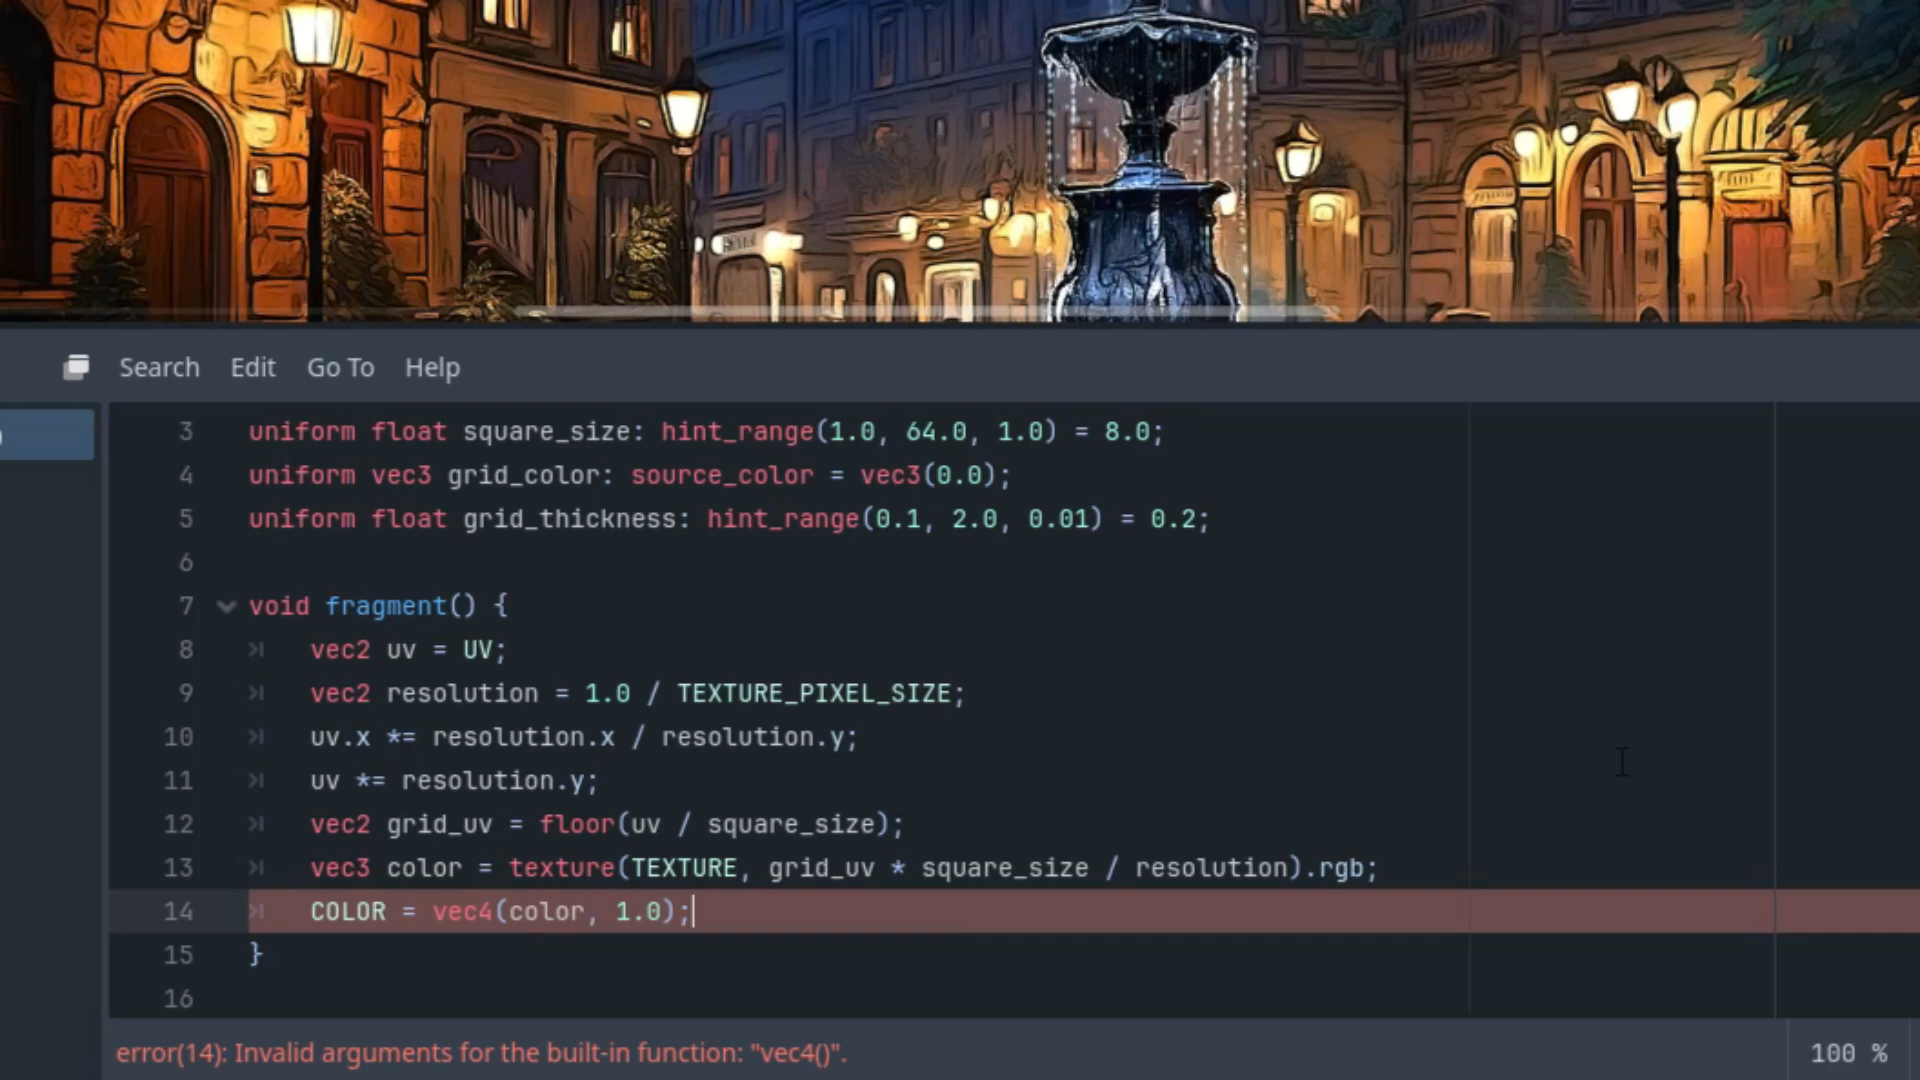 Search Edit Go To Help
3 uniform float square_size: hint_range(1.0, 64.0, 1.0) = 8.0;
4 uniform vec3 grid_color: source_color = vec3(0.0);
5 uniform float grid_thickness: hint_range(0.1, 2.0, 0.01) = 0.2;
6
7 void fragment() {
8 vec2 uv = UV;
9 vec2 resolution = 1.0 / TEXTURE_PIXEL_SIZE;
10 uv.x *= resolution.x / resolution.y;
11 uv *= resolution.y;
12 vec2 grid_uv = floor(uv / square_size);
13 vec3 color = texture(TEXTURE, grid_uv * square_size / resolution).rgb;
14 COLOR = vec4(color, 1.0);
15 }
16
error(14): Invalid arguments for the built-in function: "vec4()". 100 %